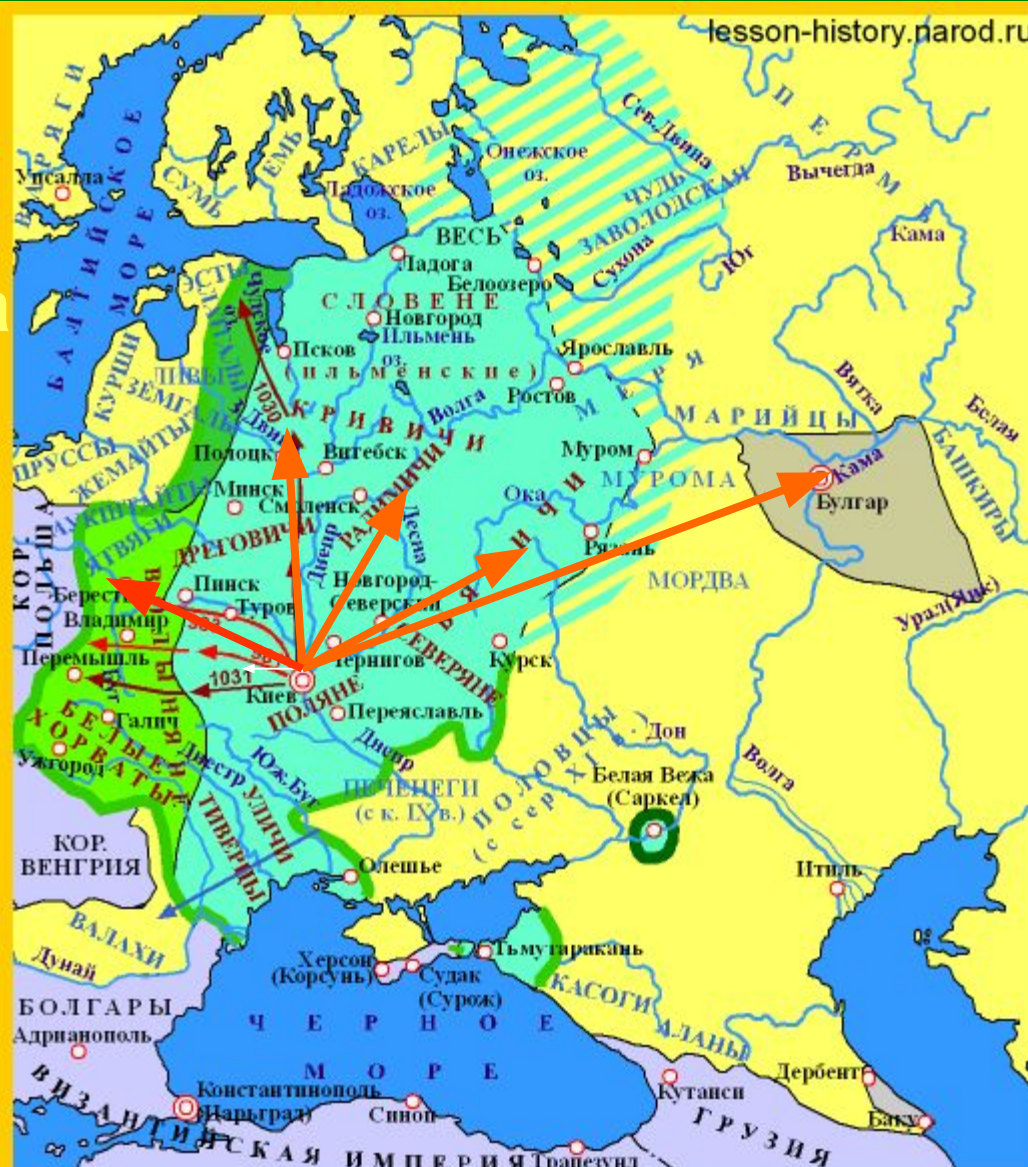 lesson-history.narod.ru
ВАРЯГИ
Упсалла
БАЛТИЙСКОЕ
МОРЕ
СУМЬ
ЕМЬ
КАРЕЛЫ
Ладожское
оз.
Онежское
оз.
Сев.Двина
ПЕРМ
Вычегда
ЧУДЬ
ЗАВОЛОДСКАЯ
Сухона
Юг
Кама
ВЕСЬ
Ладога
Белоозеро
ЭСТЫ
Чудское
оз.
СЛОВЕНЕ
Новгород
Ильмень
оз.
Псков
(ильменские)
Ярославль
Ростов
МЕРЯ
КУРШИ
ЛИВЫ
ЗЕМГАЛЫ
1030
КРИВИЧИ
Волга
МАРИЙЦЫ
Вятка
Белая
БАШКИРЫ
ПРУССЫ
ЖЕМАЙТЫ
Полоцк
Витебск
Муром
МУРОМА
Кама
Булгар
Минск
Смоленск
РАДИМИЧИ
Ока
ВЯТИЧИ
Рязань
ЯТВЯГИ
ДРЕГОВИЧИ
Днепр
Десна
МОРДВА
КОР.
ПОЛЬША
Пинск
Туров
Новгород-
Северский
Урал(Яик)
Владимир
ВОЛЫНЯНЕ
Перемышль
1031
Чернигов
СЕВЕРЯНЕ
Курск
Киев
ПОЛЯНЕ
Переяславль
Галич
БЕЛЫЕ
ХОРВАТЫ
Ужгород
Днестр
Юж.Буг
Днепр
ПЕЧЕНЕГИ
(с к. IX в.)
ПОЛОВЦЫ
(с сер. XI в.)
Дон
Белая Вежа
(Саркел)
Волга
УЛИЧИ
ТИВЕРЦЫ
КОР.
ВЕНГРИЯ
Олешье
Итиль
ВАЛАХИ
Дунай
Херсон
(Корсунь)
Судак
(Сурож)
Тьмутаракань
КАСОГИ
АЛАНЫ
БОЛГАРЫ
Адрианополь
ЧЕРНОЕ
МОРЕ
Константинополь
(Царьград)
Синоп
Кутаиси
Дербент
Баку
ГРУЗИЯ
ВИЗАНТИЙСКАЯ ИМПЕРИЯ
Трапезунд